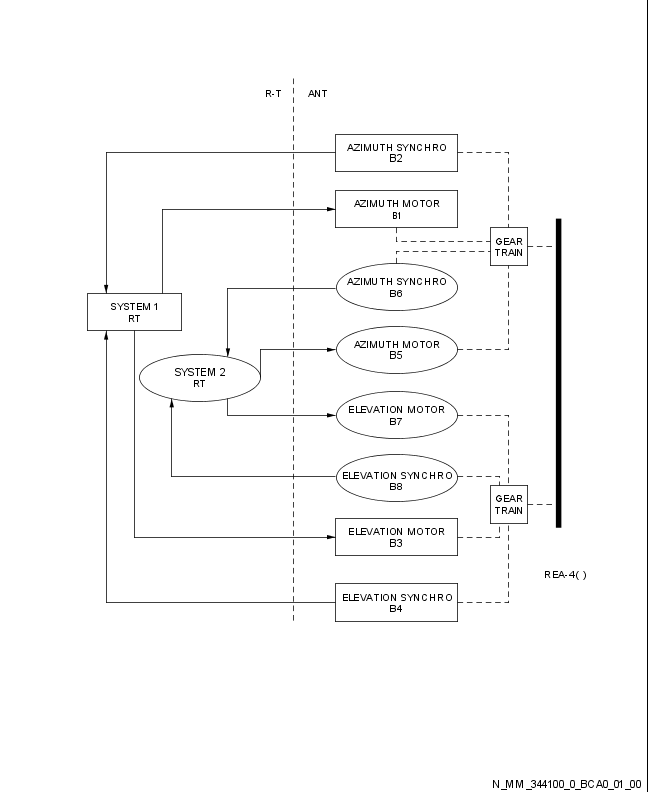 R-T ANT
AZIMUTH SYNCHRO
B2
AZIMUTH MOTOR
B1
GEAR
TRAIN
AZIMUTH SYNCHRO
B6
SYSTEM 1
RT
AZIMUTH MOTOR
B5
SYSTEM 2
RT
ELEVATION MOTOR
B7
ELEVATION SYNCHRO
B8
GEAR
TRAIN
ELEVATION MOTOR
B3
REA-4( )
ELEVATION SYNCHRO
B4
N_MM_344100_0_BCA0_01_00